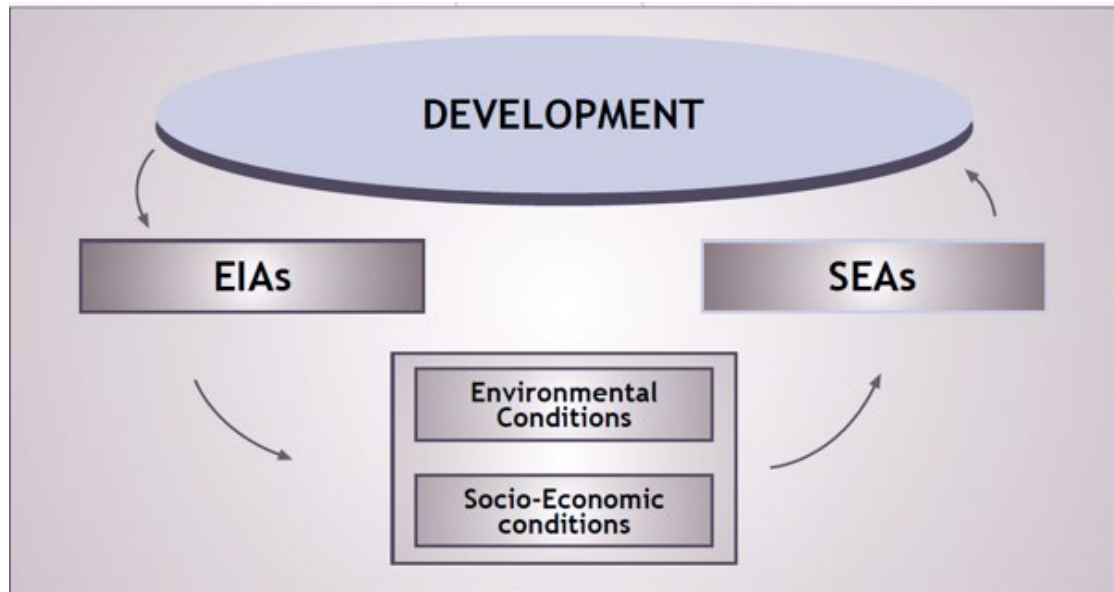 DEVELOPMENT
EIAs
SEAs
Environmental
Conditions
Socio-Economic
conditions